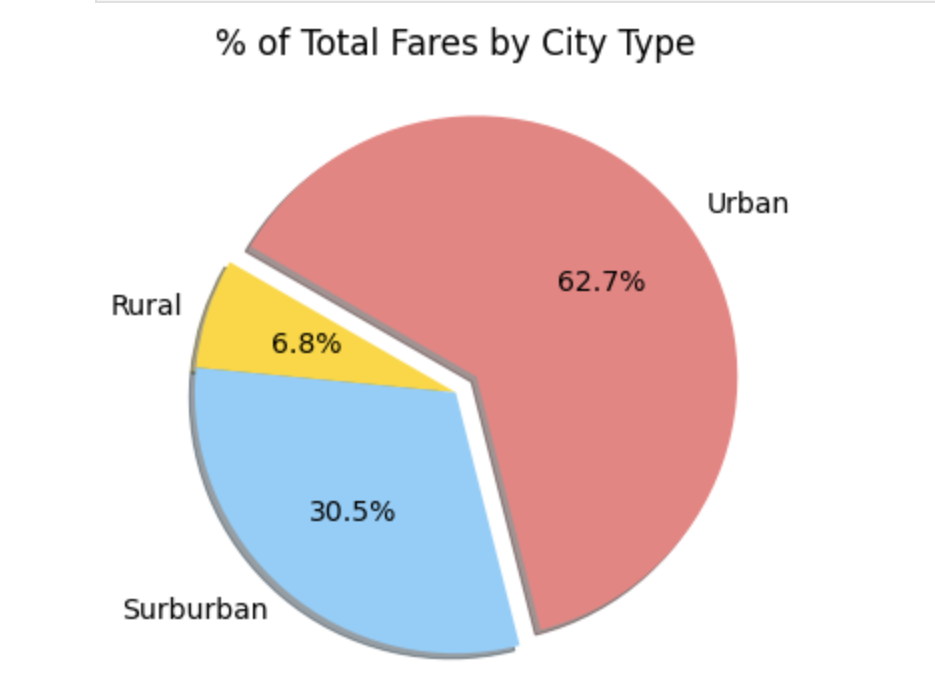 % of Total Fares by City Type
Urban
62.7%
Rural
6.8%
30.5%
Surburban